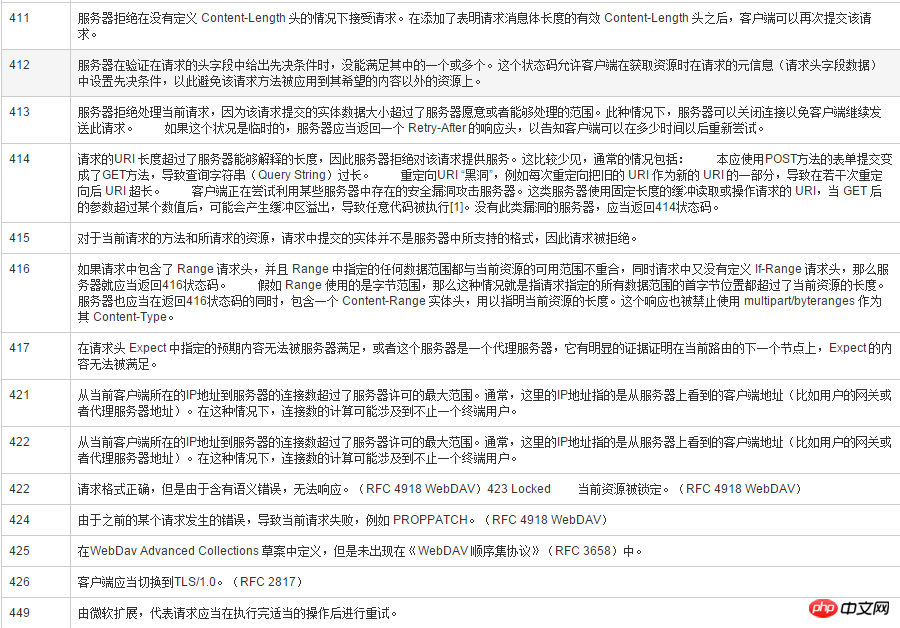 411
服务器拒绝在没有定义 Content-Length 头的情况下接受请求。在添加了表明请求消息体长度的有效 Content-Length 头之后，客户端可以再次提交该请
求。
412
服务器在验证在请求的头字段中给出先决条件时，没能满足其中的一个或多个。这个状态码允许客户端在获取资源时在请求的元信息（请求头字段数据）
中设置先决条件，以此避免该请求方法被应用到其希望的内容以外的资源上。
413
服务器拒绝处理当前请求，因为该请求提交的实体数据大小超过了服务器愿意或者能够处理的范围。此种情况下，服务器可以关闭连接以免客户端继续发
送此请求。 如果这个状况是临时的，服务器应当返回一个 Retry-After 的响应头，以告知客户端可以在多少时间以后重新尝试。
414
请求的URI 长度超过了服务器能够解释的长度，因此服务器拒绝对该请求提供服务。这比较少见，通常的情况包括： 本应使用POST方法的表单提交变
成了GET方法，导致查询字符串（Query String）过长。 重定向URI “黑洞”，例如每次重定向把旧的 URI 作为新的 URI 的一部分，导致在若干次重定
向后 URI 超长。 客户端正在尝试利用某些服务器中存在的安全漏洞攻击服务器。这类服务器使用固定长度的缓冲读取或操作请求的 URI，当 GET 后
的参数超过某个数值后，可能会产生缓冲区溢出，导致任意代码被执行[1]。没有此类漏洞的服务器，应当返回414状态码。
415
对于当前请求的方法和所请求的资源，请求中提交的实体并不是服务器中所支持的格式，因此请求被拒绝。
416
如果请求中包含了 Range 请求头，并且 Range 中指定的任何数据范围都与当前资源的可用范围不重合，同时请求中又没有定义 If-Range 请求头，那么服
务器就应当返回416状态码。 假如 Range 使用的是字节范围，那么这种情况就是指请求指定的所有数据范围的首字节位置都超过了当前资源的长度。
服务器也应当在返回416状态码的同时，包含一个 Content-Range 实体头，用以指明当前资源的长度。这个响应也被禁止使用 multipart/byteranges 作为
其 Content-Type。
417
在请求头 Expect 中指定的预期内容无法被服务器满足，或者这个服务器是一个代理服务器，它有明显的证据证明在当前路由的下一个节点上，Expect 的内
容无法被满足。
421
从当前客户端所在的IP地址到服务器的连接数超过了服务器许可的最大范围。通常，这里的IP地址指的是从服务器上看到的客户端地址（比如用户的网关或
者代理服务器地址）。在这种情况下，连接数的计算可能涉及到不止一个终端用户。
422
从当前客户端所在的IP地址到服务器的连接数超过了服务器许可的最大范围。通常，这里的IP地址指的是从服务器上看到的客户端地址（比如用户的网关或
者代理服务器地址）。在这种情况下，连接数的计算可能涉及到不止一个终端用户。
422
请求格式正确，但是由于含有语义错误，无法响应。（RFC 4918 WebDAV）423 Locked 当前资源被锁定。（RFC 4918 WebDAV）
424
由于之前的某个请求发生的错误，导致当前请求失败，例如 PROPPATCH。（RFC 4918 WebDAV）
425
在WebDav Advanced Collections 草案中定义，但是未出现在《WebDAV 顺序集协议》（RFC 3658）中。
426
客户端应当切换到TLS/1.0。（RFC 2817）
449
由微软扩展，代表请求应当在执行完适当的操作后进行重试。
php 中文网